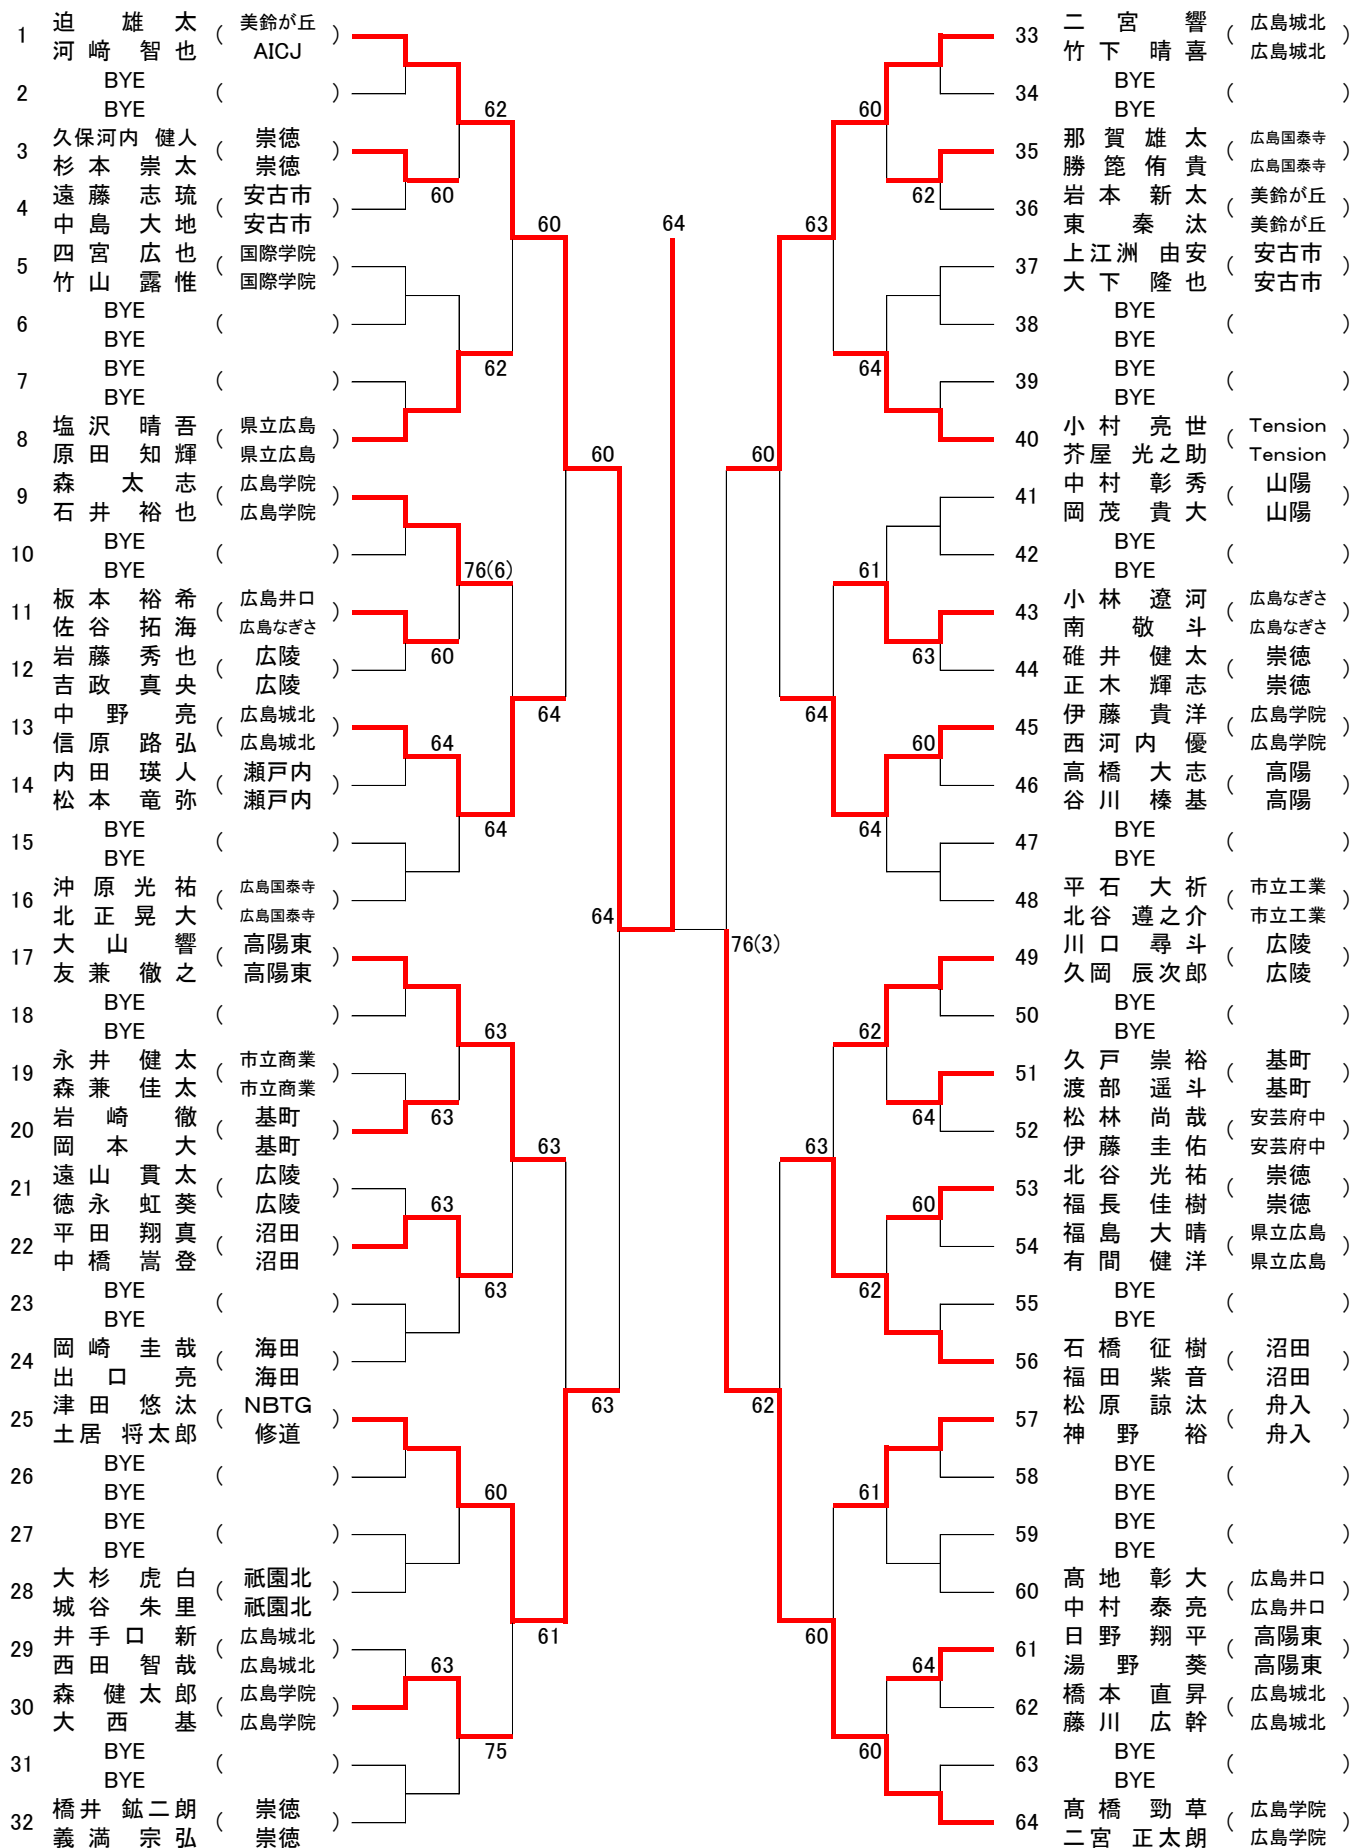 1 迫 雄太 ( 美鈴が丘 )
河﨑 智也 AICJ
2 BYE ( )
BYE
3 久保河内 健人 ( 崇徳 )
杉本 崇太 崇徳
4 遠藤 志琉 ( 安古市 )
中島 大地 安古市
5 四宮 広也 ( 国際学院 )
竹山 露惟 国際学院
6 BYE ( )
BYE
7 BYE ( )
BYE
8 塩沢 晴吾 ( 県立広島 )
原田 知輝 県立広島
9 森 太志 ( 広島学院 )
石井 裕也 広島学院
10 BYE ( )
BYE
11 板本 裕希 ( 広島井口 )
佐谷 拓海 広島なぎさ
12 岩藤 秀也 ( 広陵 )
吉政 真央 広陵
13 中野 亮 ( 広島城北 )
信原 路弘 広島城北
14 内田 瑛人 ( 瀬戸内 )
松本 竜弥 瀬戸内
15 BYE ( )
BYE
16 沖原 光祐 ( 広島国泰寺 )
北正 晃大 広島国泰寺
17 大山 響 ( 高陽東 )
友兼 徹之 高陽東
18 BYE ( )
BYE
19 永井 健太 ( 市立商業 )
森兼 佳太 市立商業
20 岩崎 徹 ( 基町 )
岡本 大 基町
21 遠山 貫太 ( 広陵 )
徳永 虹葵 広陵
22 平田 翔真 ( 沼田 )
中橋 嵩登 沼田
23 BYE ( )
BYE
24 岡崎 圭哉 ( 海田 )
出口 亮 海田
25 津田 悠汰 ( NBTG )
土居 将太郎 修道
26 BYE ( )
BYE
27 BYE ( )
BYE
28 大杉 虎白 ( 祇園北 )
城谷 朱里 祇園北
29 井手口 新 ( 広島城北 )
西田 智哉 広島城北
30 森 健太郎 ( 広島学院 )
大西 基 広島学院
31 BYE ( )
BYE
32 橋井 鉱二朗 ( 崇徳 )
義満 宗弘 崇徳
62
60
62
76(6)
60
64
64
63
63
63
63
60
63
75
60
64
63
61
60
63
64
64
76(3)
60
62
63
64
63
60
60
62
64
61
63
60
64
62
64
60
62
61
64
60
33 二宮 響 ( 広島城北 )
竹下 晴喜 広島城北
34 BYE ( )
BYE
35 那賀 雄太 ( 広島国泰寺 )
勝箆 侑貴 広島国泰寺
36 岩本 新太 ( 美鈴が丘 )
東 秦汰 美鈴が丘
37 上江洲 由安 ( 安古市 )
大下 隆也 安古市
38 BYE ( )
BYE
39 BYE ( )
BYE
40 小村 亮世 ( Tension )
芥屋 光之助 Tension
41 中村 彰秀 ( 山陽 )
岡茂 貴大 山陽
42 BYE ( )
BYE
43 小林 遼河 ( 広島なぎさ )
南 敬斗 広島なぎさ
44 碓井 健太 ( 崇徳 )
正木 輝志 崇徳
45 伊藤 貴洋 ( 広島学院 )
西河内 優 広島学院
46 高橋 大志 ( 高陽 )
谷川 榛基 高陽
47 BYE ( )
BYE
48 平石 大祈 ( 市立工業 )
北谷 遵之介 市立工業
49 川口 尋斗 ( 広陵 )
久岡 辰次郎 広陵
50 BYE ( )
BYE
51 久戸 崇裕 ( 基町 )
渡部 遥斗 基町
52 松林 尚哉 ( 安芸府中 )
伊藤 圭佑 安芸府中
53 北谷 光祐 ( 崇徳 )
福長 佳樹 崇徳
54 福島 大晴 ( 県立広島 )
有間 健洋 県立広島
55 BYE ( )
BYE
56 石橋 征樹 ( 沼田 )
福田 紫音 沼田
57 松原 諒汰 ( 舟入 )
神野 裕 舟入
58 BYE ( )
BYE
59 BYE ( )
BYE
60 髙地 彰大 ( 広島井口 )
中村 泰亮 広島井口
61 日野 翔平 ( 高陽東 )
湯野 葵 高陽東
62 橋本 直昇 ( 広島城北 )
藤川 広幹 広島城北
63 BYE ( )
BYE
64 髙橋 勁草 ( 広島学院 )
二宮 正太朗 広島学院